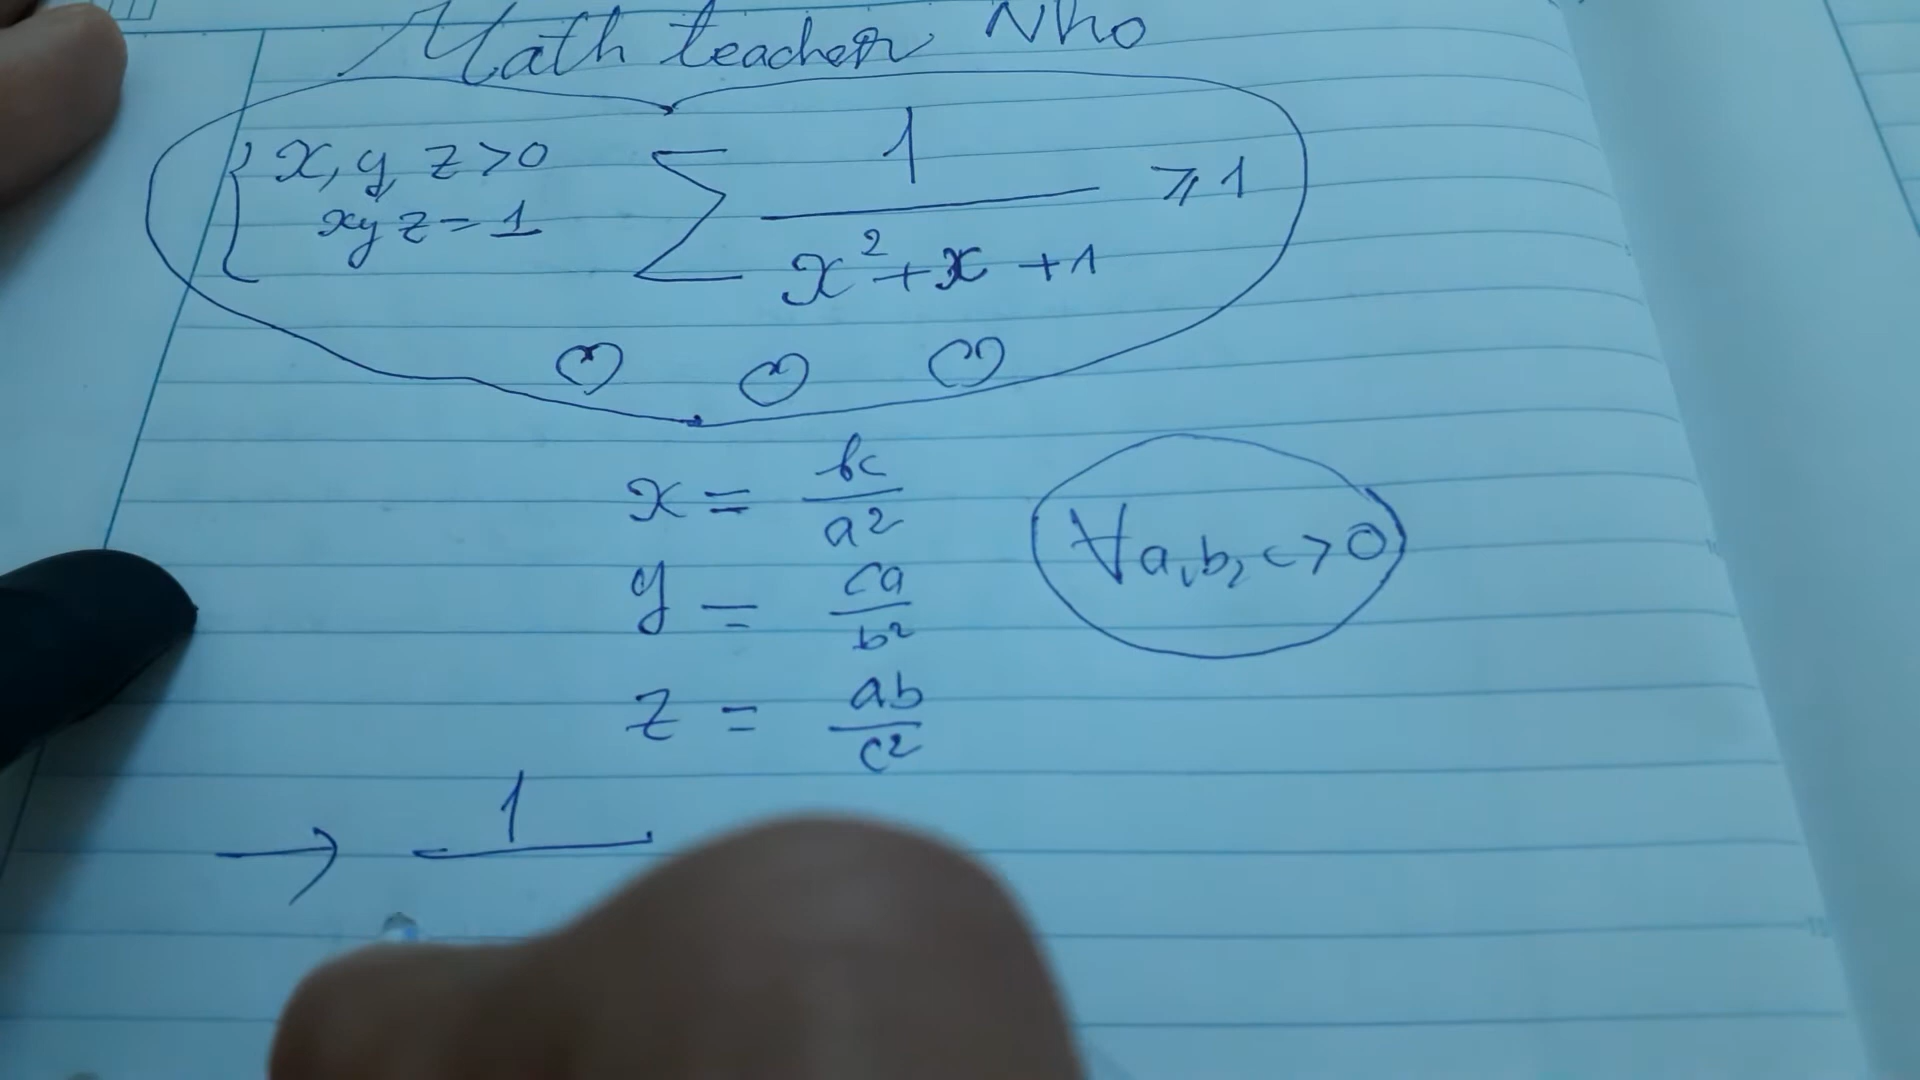 Math teacher Nho
x, y, z > 0
xyz = 1
∑ 1/(x² + x + 1) ≥ 1
x = bc/a²
y = ca/b²
z = ab/c²
∀a, b, c > 0
→ 1